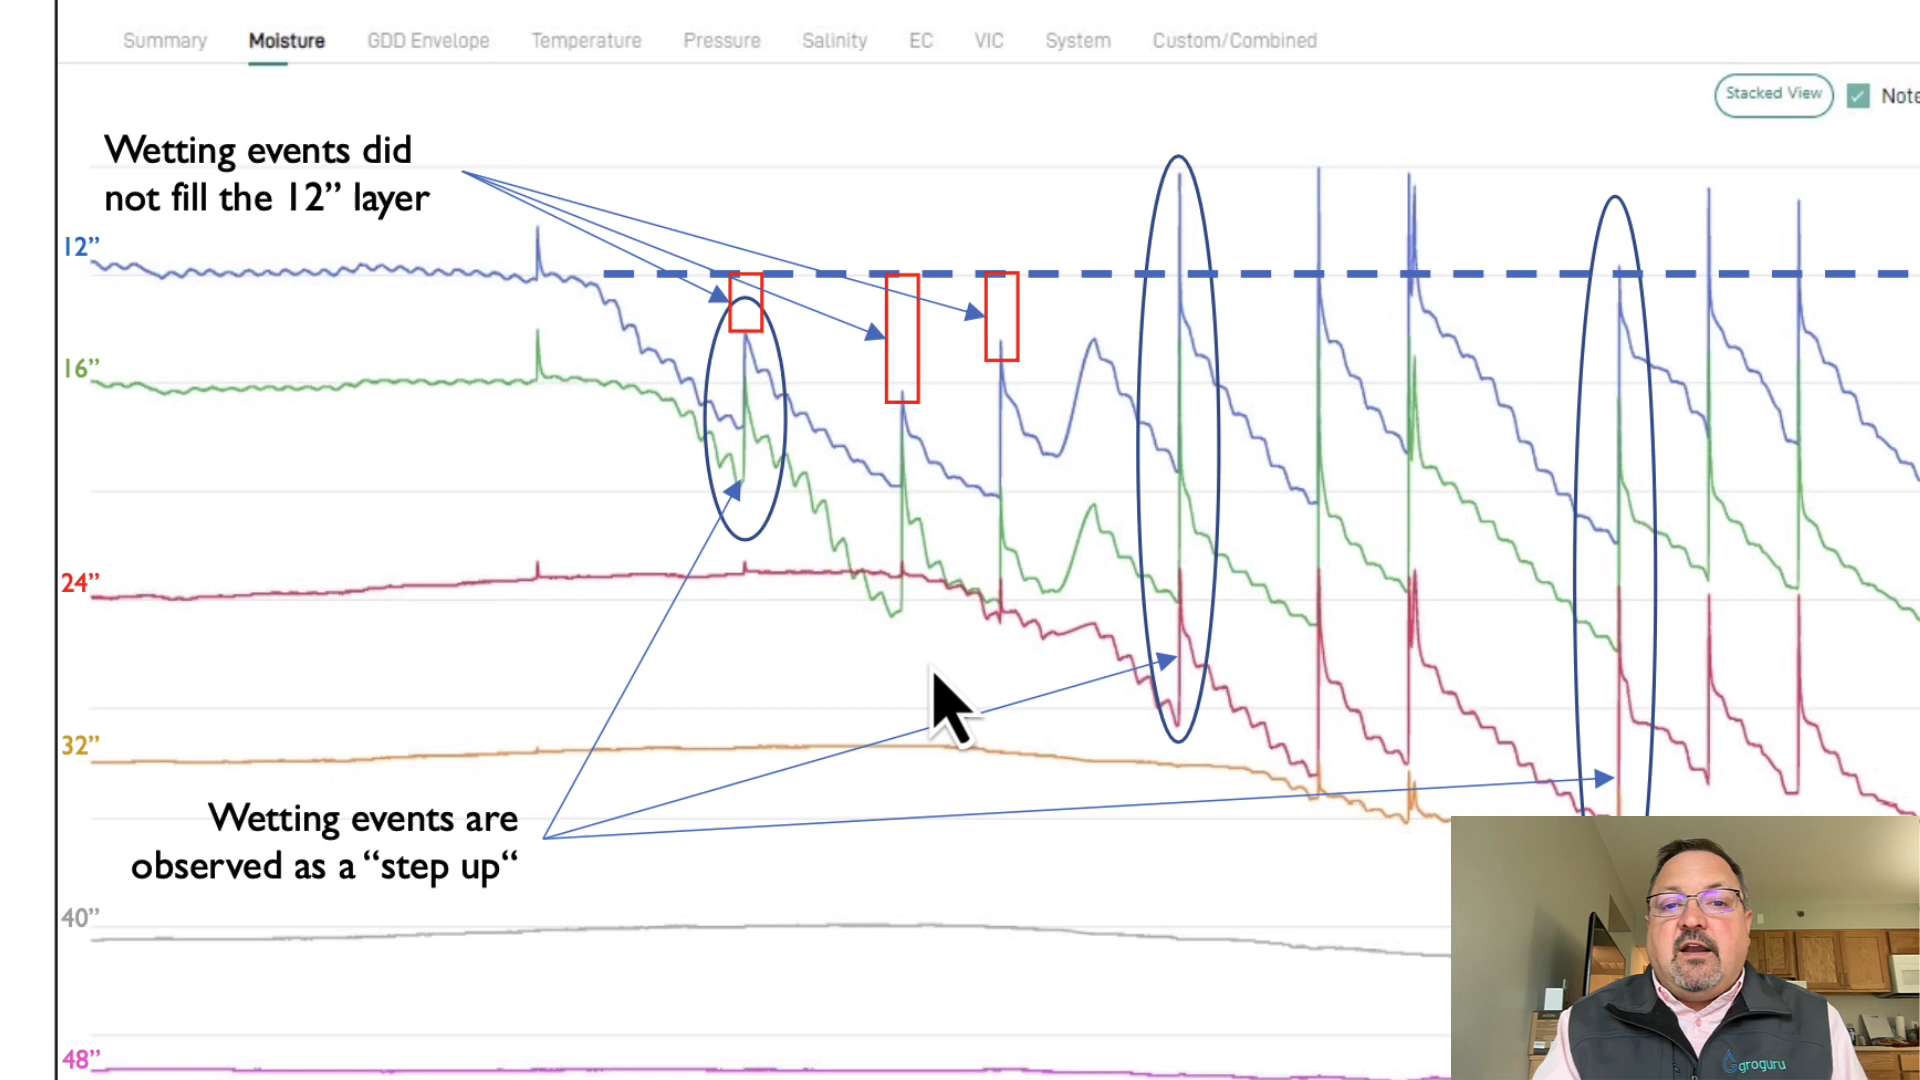 Summary Moisture GDD Envelope Temperature Pressure Salinity EC VIC System Custom/Combined
Stacked View
Wetting events did
not fill the 12” layer
12”
16”
24”
32”
Wetting events are
observed as a “step up“
40”
48”
groguru